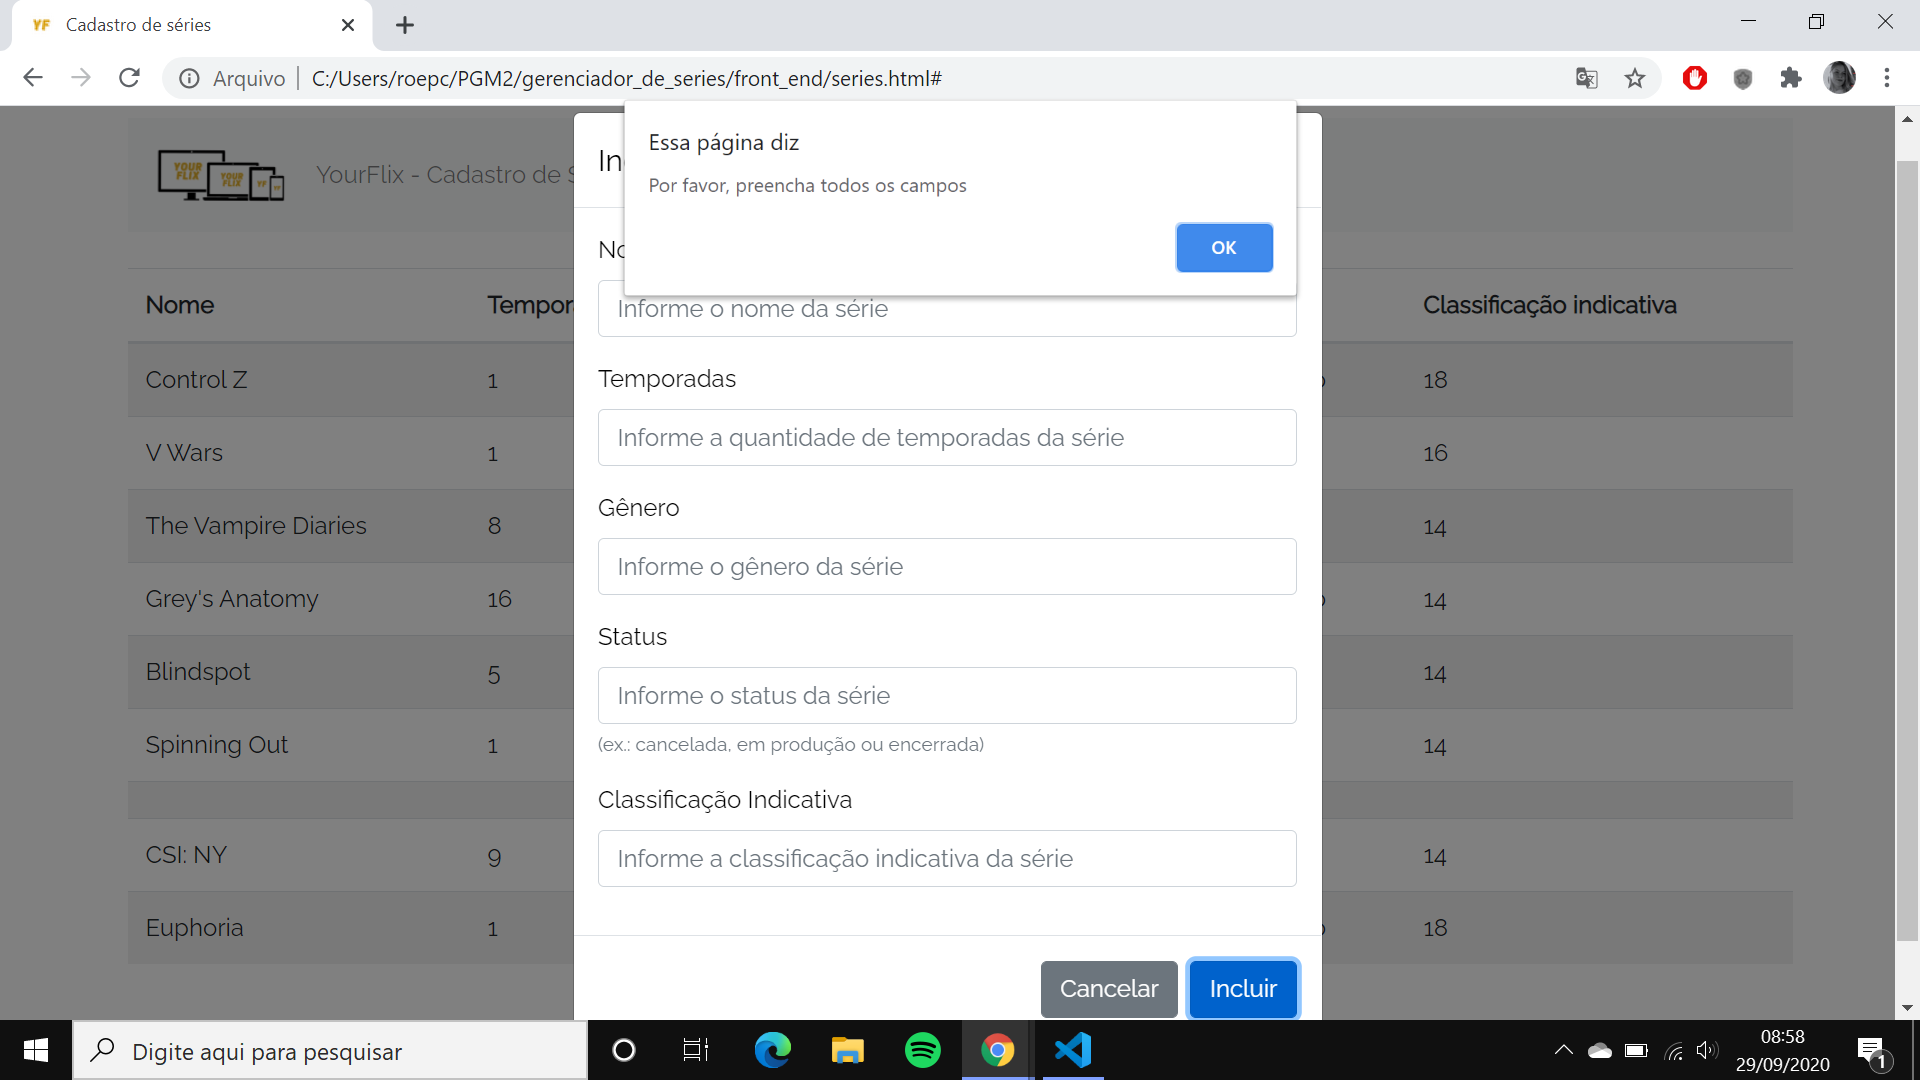 YF Cadastro de séries
Arquivo | C:/Users/roepc/PGM2/gerenciador_de_series/front_end/series.html#
Essa página diz
Por favor, preencha todos os campos
OK
YOUR FLIX YOUR FLIX YF YF
YourFlix - Cadastro de S
In
No
Informe o nome da série
Temporadas
Informe a quantidade de temporadas da série
Gênero
Informe o gênero da série
Status
Informe o status da série
(ex.: cancelada, em produção ou encerrada)
Classificação Indicativa
Informe a classificação indicativa da série
Cancelar Incluir
Nome Tempor Classificação indicativa
Control Z 1 18
V Wars 1 16
The Vampire Diaries 8 14
Grey's Anatomy 16 14
Blindspot 5 14
Spinning Out 1 14
CSI: NY 9 14
Euphoria 1 18
Digite aqui para pesquisar
08:58
29/09/2020
1